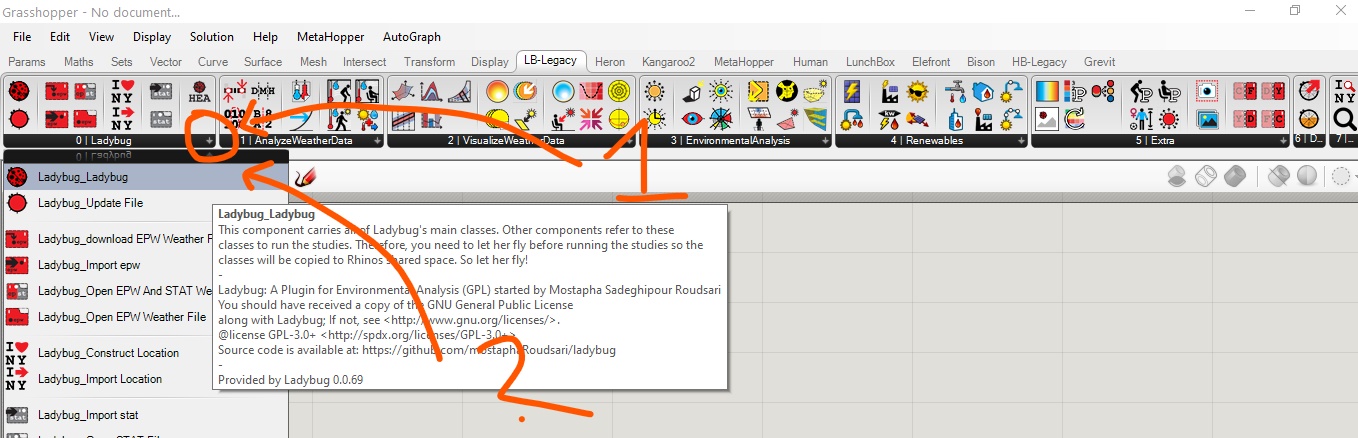 Grasshopper - No document...
File Edit View Display Solution Help MetaHopper AutoGraph
Params Maths Sets Vector Curve Surface Mesh Intersect Transform Display LB-Legacy Heron Kangaroo2 MetaHopper Human LunchBox Elefront Bison HB-Legacy Grevit
0 | Ladybug 1 | AnalyzeWeatherData 2 | VisualizeWeatherData 3 | EnvironmentalAnalysis 4 | Renewables 5 | Extra 6 | D... 7 |...
1
Ladybug_Ladybug
Ladybug_Update File
Ladybug_download EPW Weather F
Ladybug_Import epw
Ladybug_Open EPW And STAT We
Ladybug_Open EPW Weather File
Ladybug_Construct Location
Ladybug_Import Location
Ladybug_Import stat
Ladybug_Ladybug
This component carries all of Ladybug's main classes. Other components refer to these
classes to run the studies. Therefore, you need to let her fly before running the studies so the
classes will be copied to Rhinos shared space. So let her fly!
-
Ladybug: A Plugin for Environmental Analysis (GPL) started by Mostapha Sadeghipour Roudsari
You should have received a copy of the GNU General Public License
along with Ladybug; If not, see <http://www.gnu.org/licenses/>.
@license GPL-3.0+ <http://spdx.org/licenses/GPL-3.0+>
Source code is available at: https://github.com/mostaphaRoudsari/ladybug
-
Provided by Ladybug 0.0.69
2.